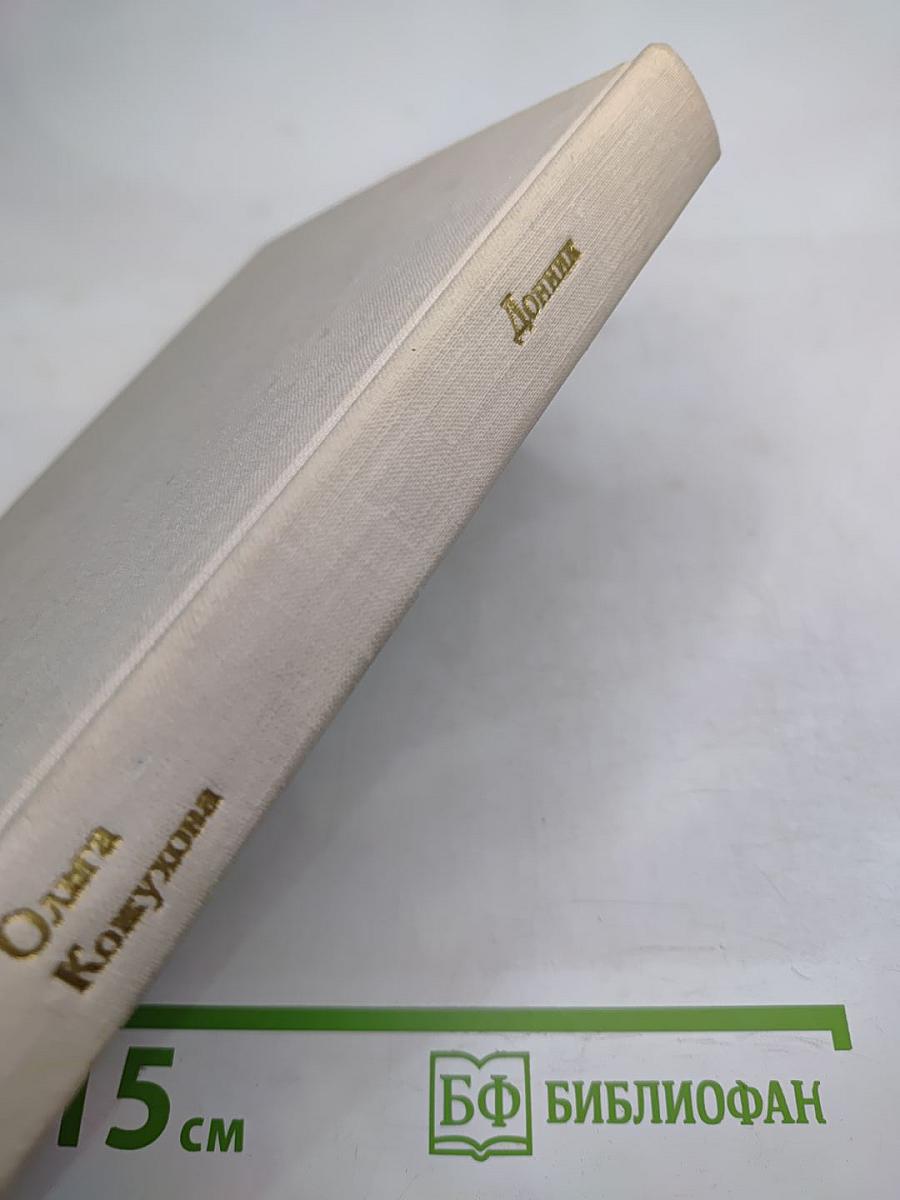 Донник
Ольга
Кожухова
15 см
БФ БИБЛИОФАН